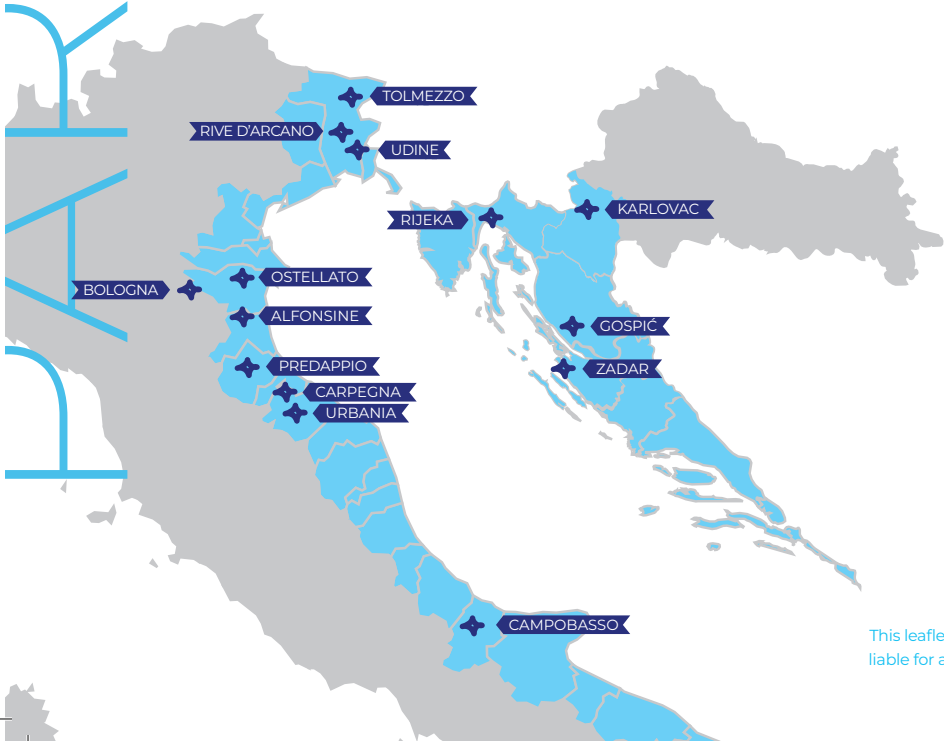 TOLMEZZO
RIVE D'ARCANO
UDINE
RIJEKA
KARLOVAC
OSTELLATO
BOLOGNA
ALFONSINE
GOSPIĆ
PREDAPPIO
ZADAR
CARPEGNA
URBANIA
CAMPOBASSO
This leafle
liable for a